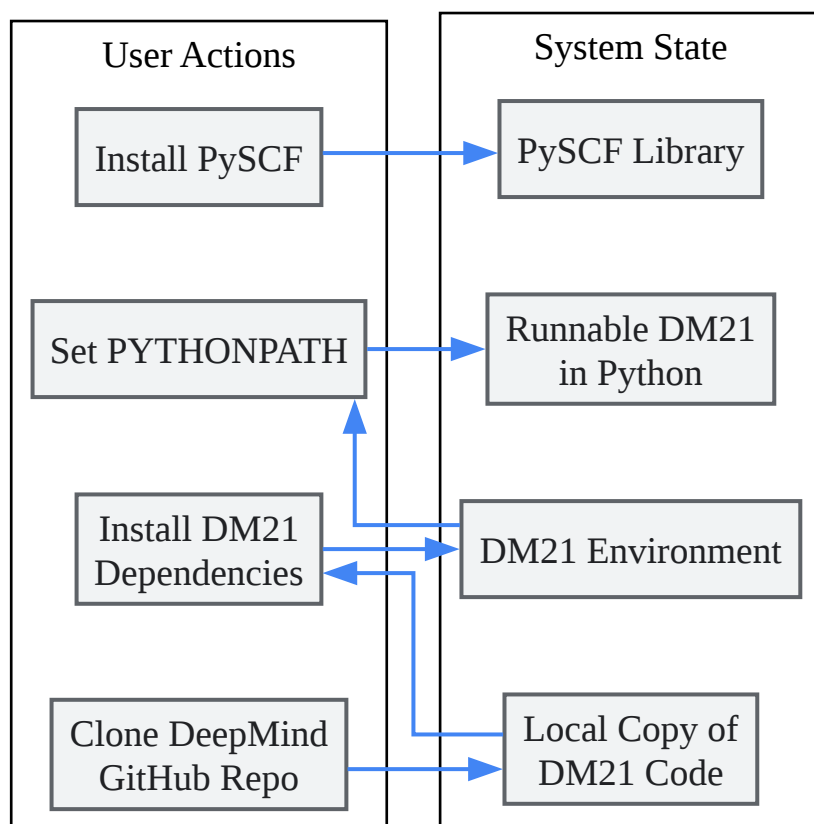 User Actions
Install PySCF
Set PYTHONPATH
Install DM21
Dependencies
Clone DeepMind
GitHub Repo
System State
PySCF Library
Runnable DM21
in Python
DM21 Environment
Local Copy of
DM21 Code